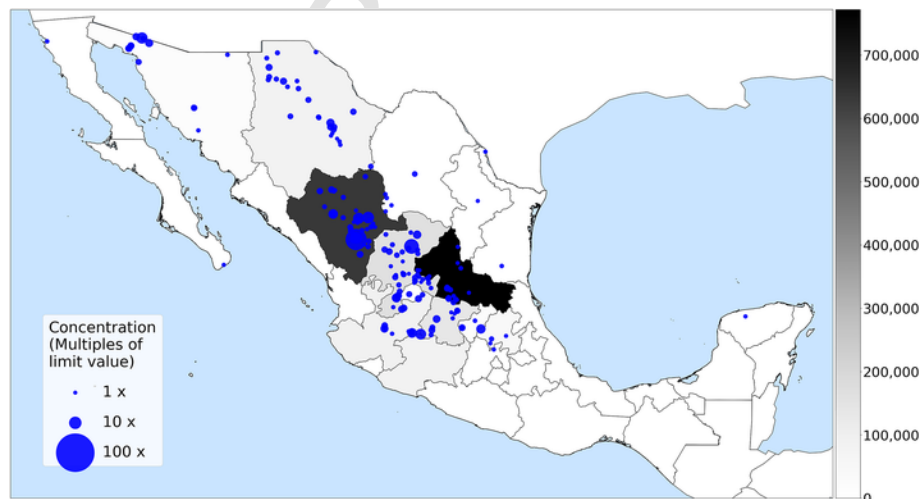 700,000
600,000
500,000
400,000
300,000
200,000
100,000
0
Concentration
(Multiples of
limit value)
1 x
10 x
100 x